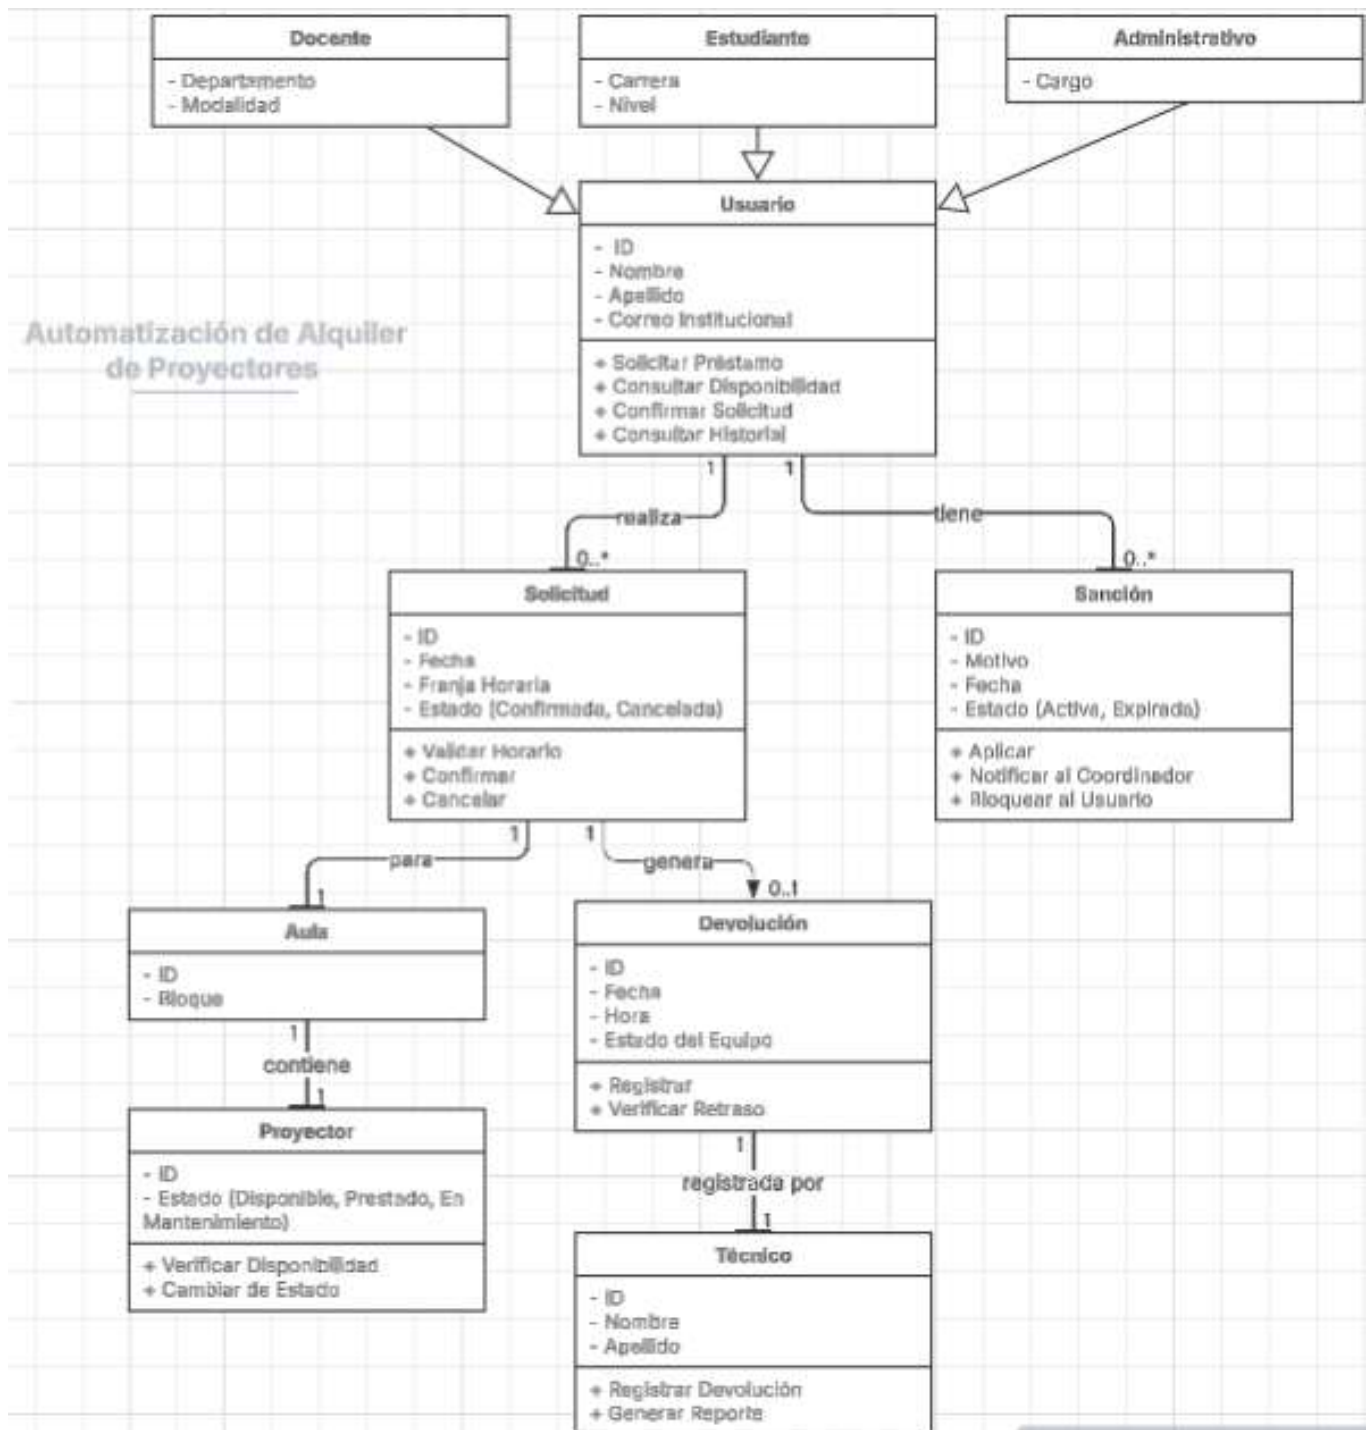 Docente
- Departamento
- Modalidad
Estudiante
- Carrera
- Nivel
Administrativo
- Cargo
Usuario
- ID
- Nombre
- Apellido
- Correo Institucional
+ Solicitar Préstamo
+ Consultar Disponibilidad
+ Confirmar Solicitud
+ Consultar Historial
Automatización de Alquiler
de Proyectores
1
1
realiza
tiene
0..*
0..*
Solicitud
- ID
- Fecha
- Franja Horaria
- Estado (Confirmada, Cancelada)
+ Validar Horario
+ Confirmar
+ Cancelar
Sanción
- ID
- Motivo
- Fecha
- Estado (Activa, Expirada)
+ Aplicar
+ Notificar al Coordinador
+ Bloquear al Usuario
1
1
para
genera
1
0..1
Aula
- ID
- Bloque
Devolución
- ID
- Fecha
- Hora
- Estado del Equipo
+ Registrar
+ Verificar Retraso
1
contiene
1
Proyector
- ID
- Estado (Disponible, Prestado, En
Mantenimiento)
+ Verificar Disponibilidad
+ Cambiar de Estado
1
registrada por
1
Técnico
- ID
- Nombre
- Apellido
+ Registrar Devolución
+ Generar Reporte